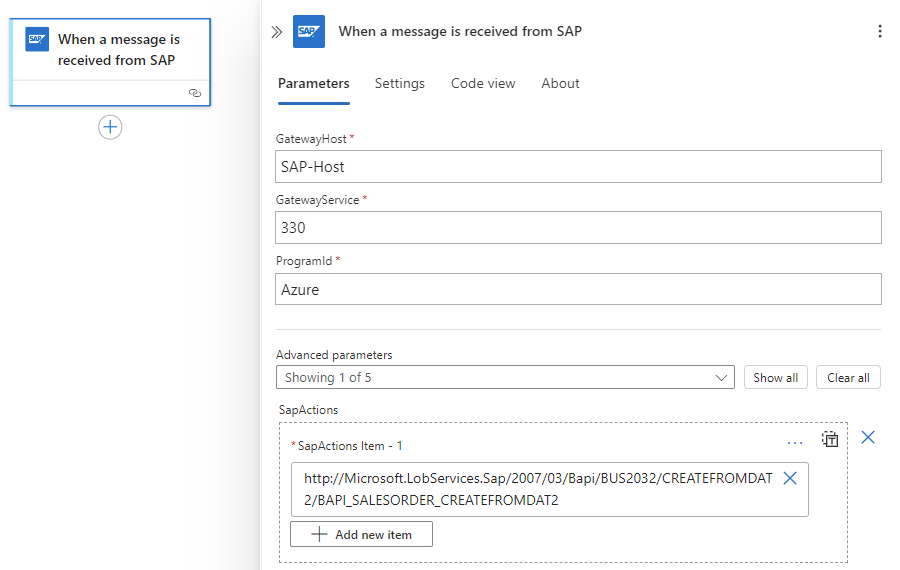 SAP
When a message is
received from SAP
SAP
When a message is received from SAP
Parameters
Settings
Code view
About
GatewayHost *
SAP-Host
GatewayService *
330
ProgramId *
Azure
Advanced parameters
Showing 1 of 5
Show all
Clear all
SapActions
* SapActions Item - 1
http://Microsoft.LobServices.Sap/2007/03/Bapi/BUS2032/CREATEFROMDAT
2/BAPI_SALESORDER_CREATEFROMDAT2
Add new item